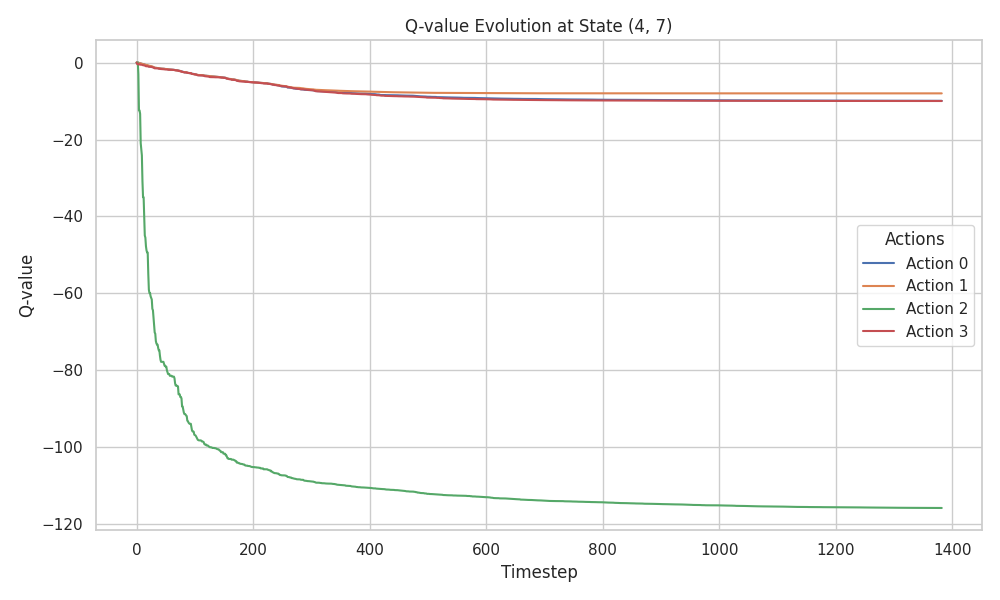 Q-value Evolution at State (4, 7)
Q-value
0
−20
−40
−60
−80
−100
−120
Actions
Action 0
Action 1
Action 2
Action 3
0 200 400 600 800 1000 1200 1400
Timestep